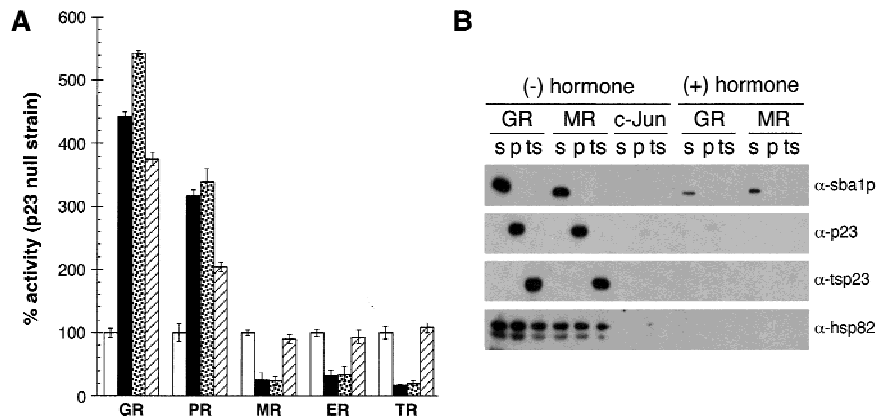 A
% activity (p23 null strain)
600
500
400
300
200
100
0
GR PR MR ER TR
B
(-) hormone (+) hormone
GR MR c-Jun GR MR
s p ts s p ts s p ts s p ts s p ts
α-sba1p
α-p23
α-tsp23
α-hsp82